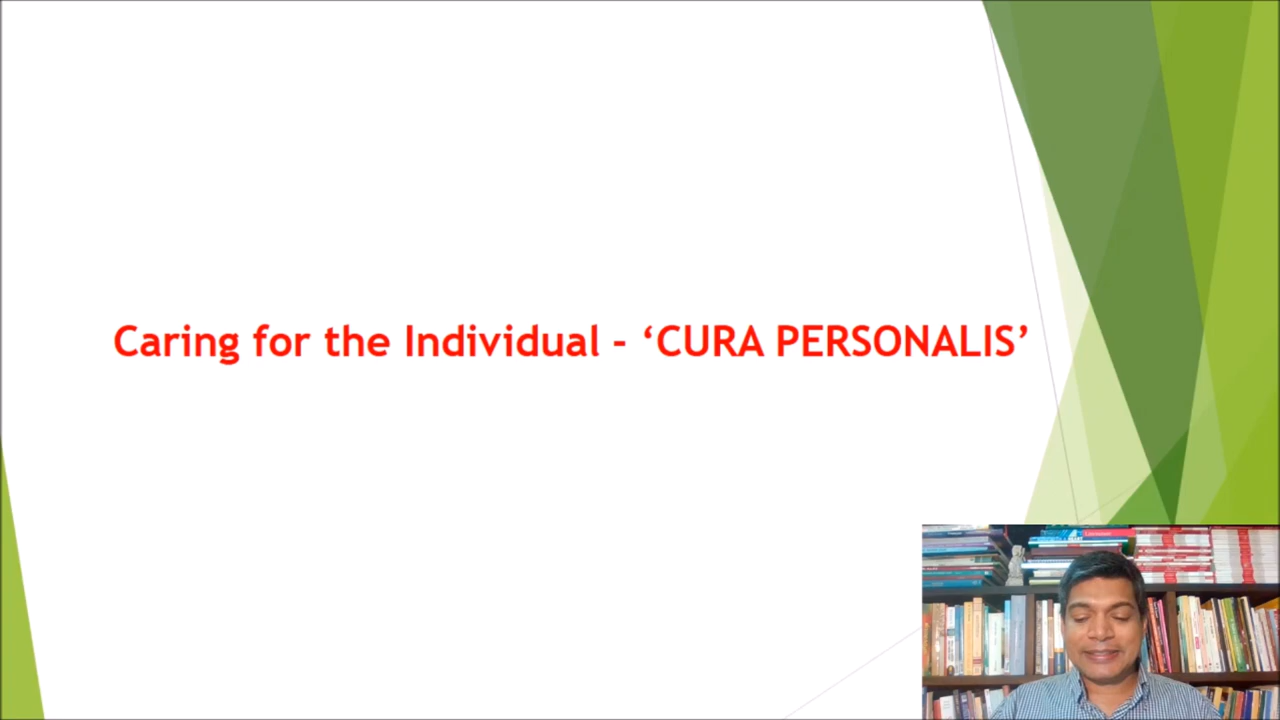 Caring for the Individual - ‘CURA PERSONALIS’